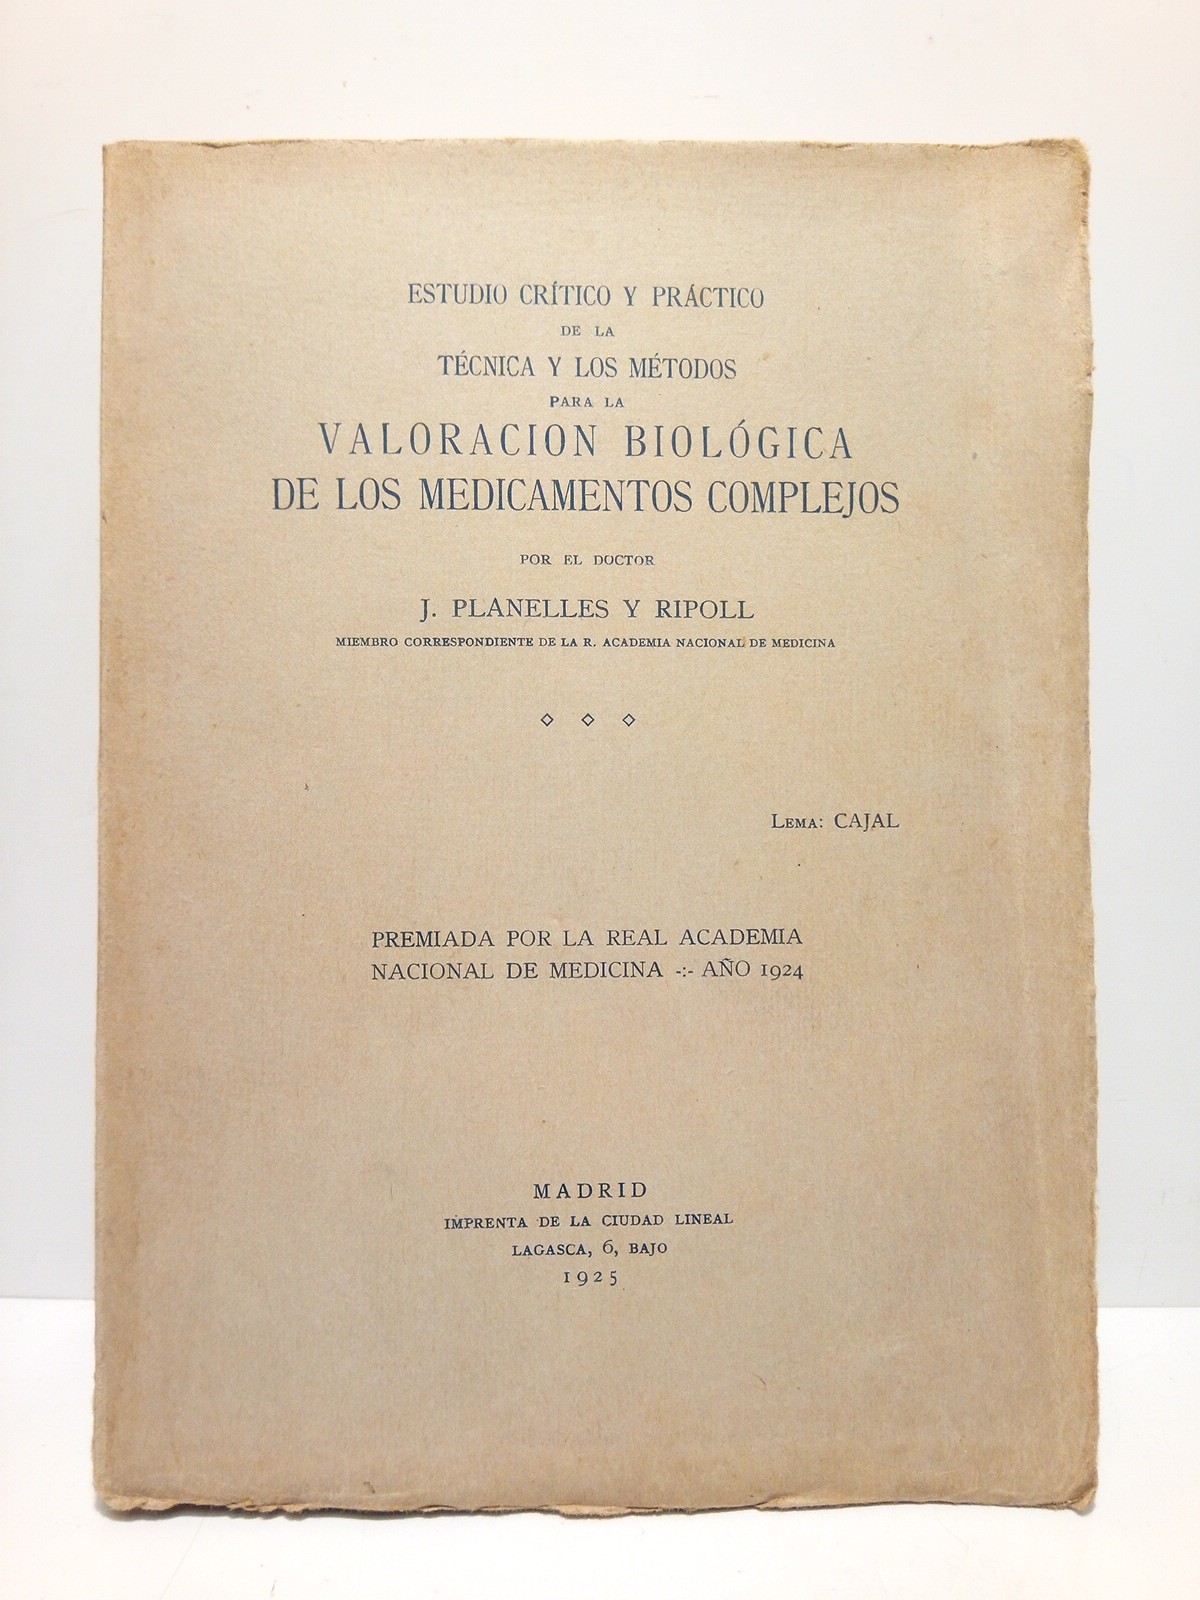 ESTUDIO CRÍTICO Y PRÁCTICO
DE LA
TÉCNICA Y LOS MÉTODOS
PARA LA
VALORACION BIOLÓGICA
DE LOS MEDICAMENTOS COMPLEJOS
POR EL DOCTOR
J. PLANELLES Y RIPOLL
MIEMBRO CORRESPONDIENTE DE LA R. ACADEMIA NACIONAL DE MEDICINA
LEMA: CAJAL
PREMIADA POR LA REAL ACADEMIA
NACIONAL DE MEDICINA -:- AÑO 1924
MADRID
IMPRENTA DE LA CIUDAD LINEAL
LAGASCA, 6, BAJO
1925